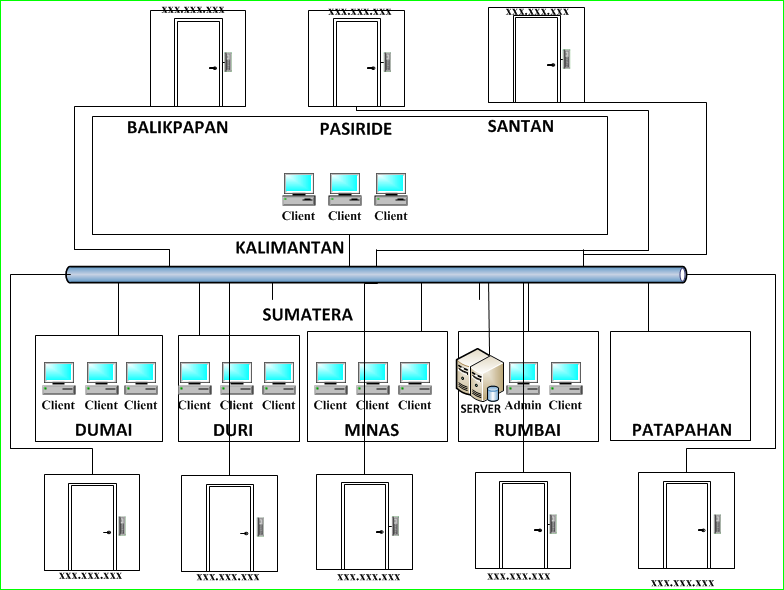 xxx.xxx.xxx xxx.xxx.xxx xxx.xxx.xxx
BALIKPAPAN PASIRIDE SANTAN
Client Client Client
KALIMANTAN
SUMATERA
Client Client Client Client Client Client Client Client Client SERVER Admin Client
DUMAI DURI MINAS RUMBAI PATAPAHAN
xxx.xxx.xxx xxx.xxx.xxx xxx.xxx.xxx xxx.xxx.xxx xxx.xxx.xxx